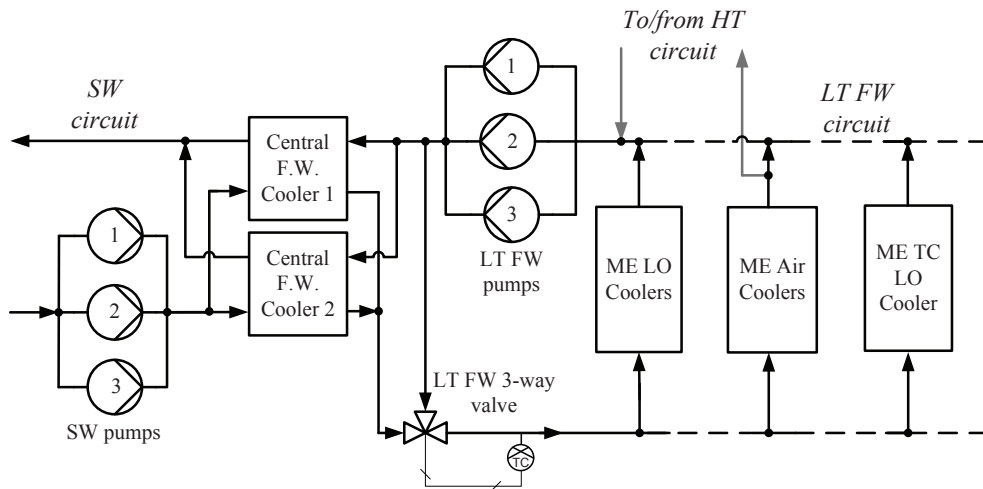 To/from HT
circuit
SW
circuit
LT FW
circuit
1
2
3
LT FW
pumps
Central
F.W.
Cooler 1
Central
F.W.
Cooler 2
1
2
3
SW pumps
ME LO
Coolers
ME Air
Coolers
ME TC
LO
Cooler
LT FW 3-way
valve
TC